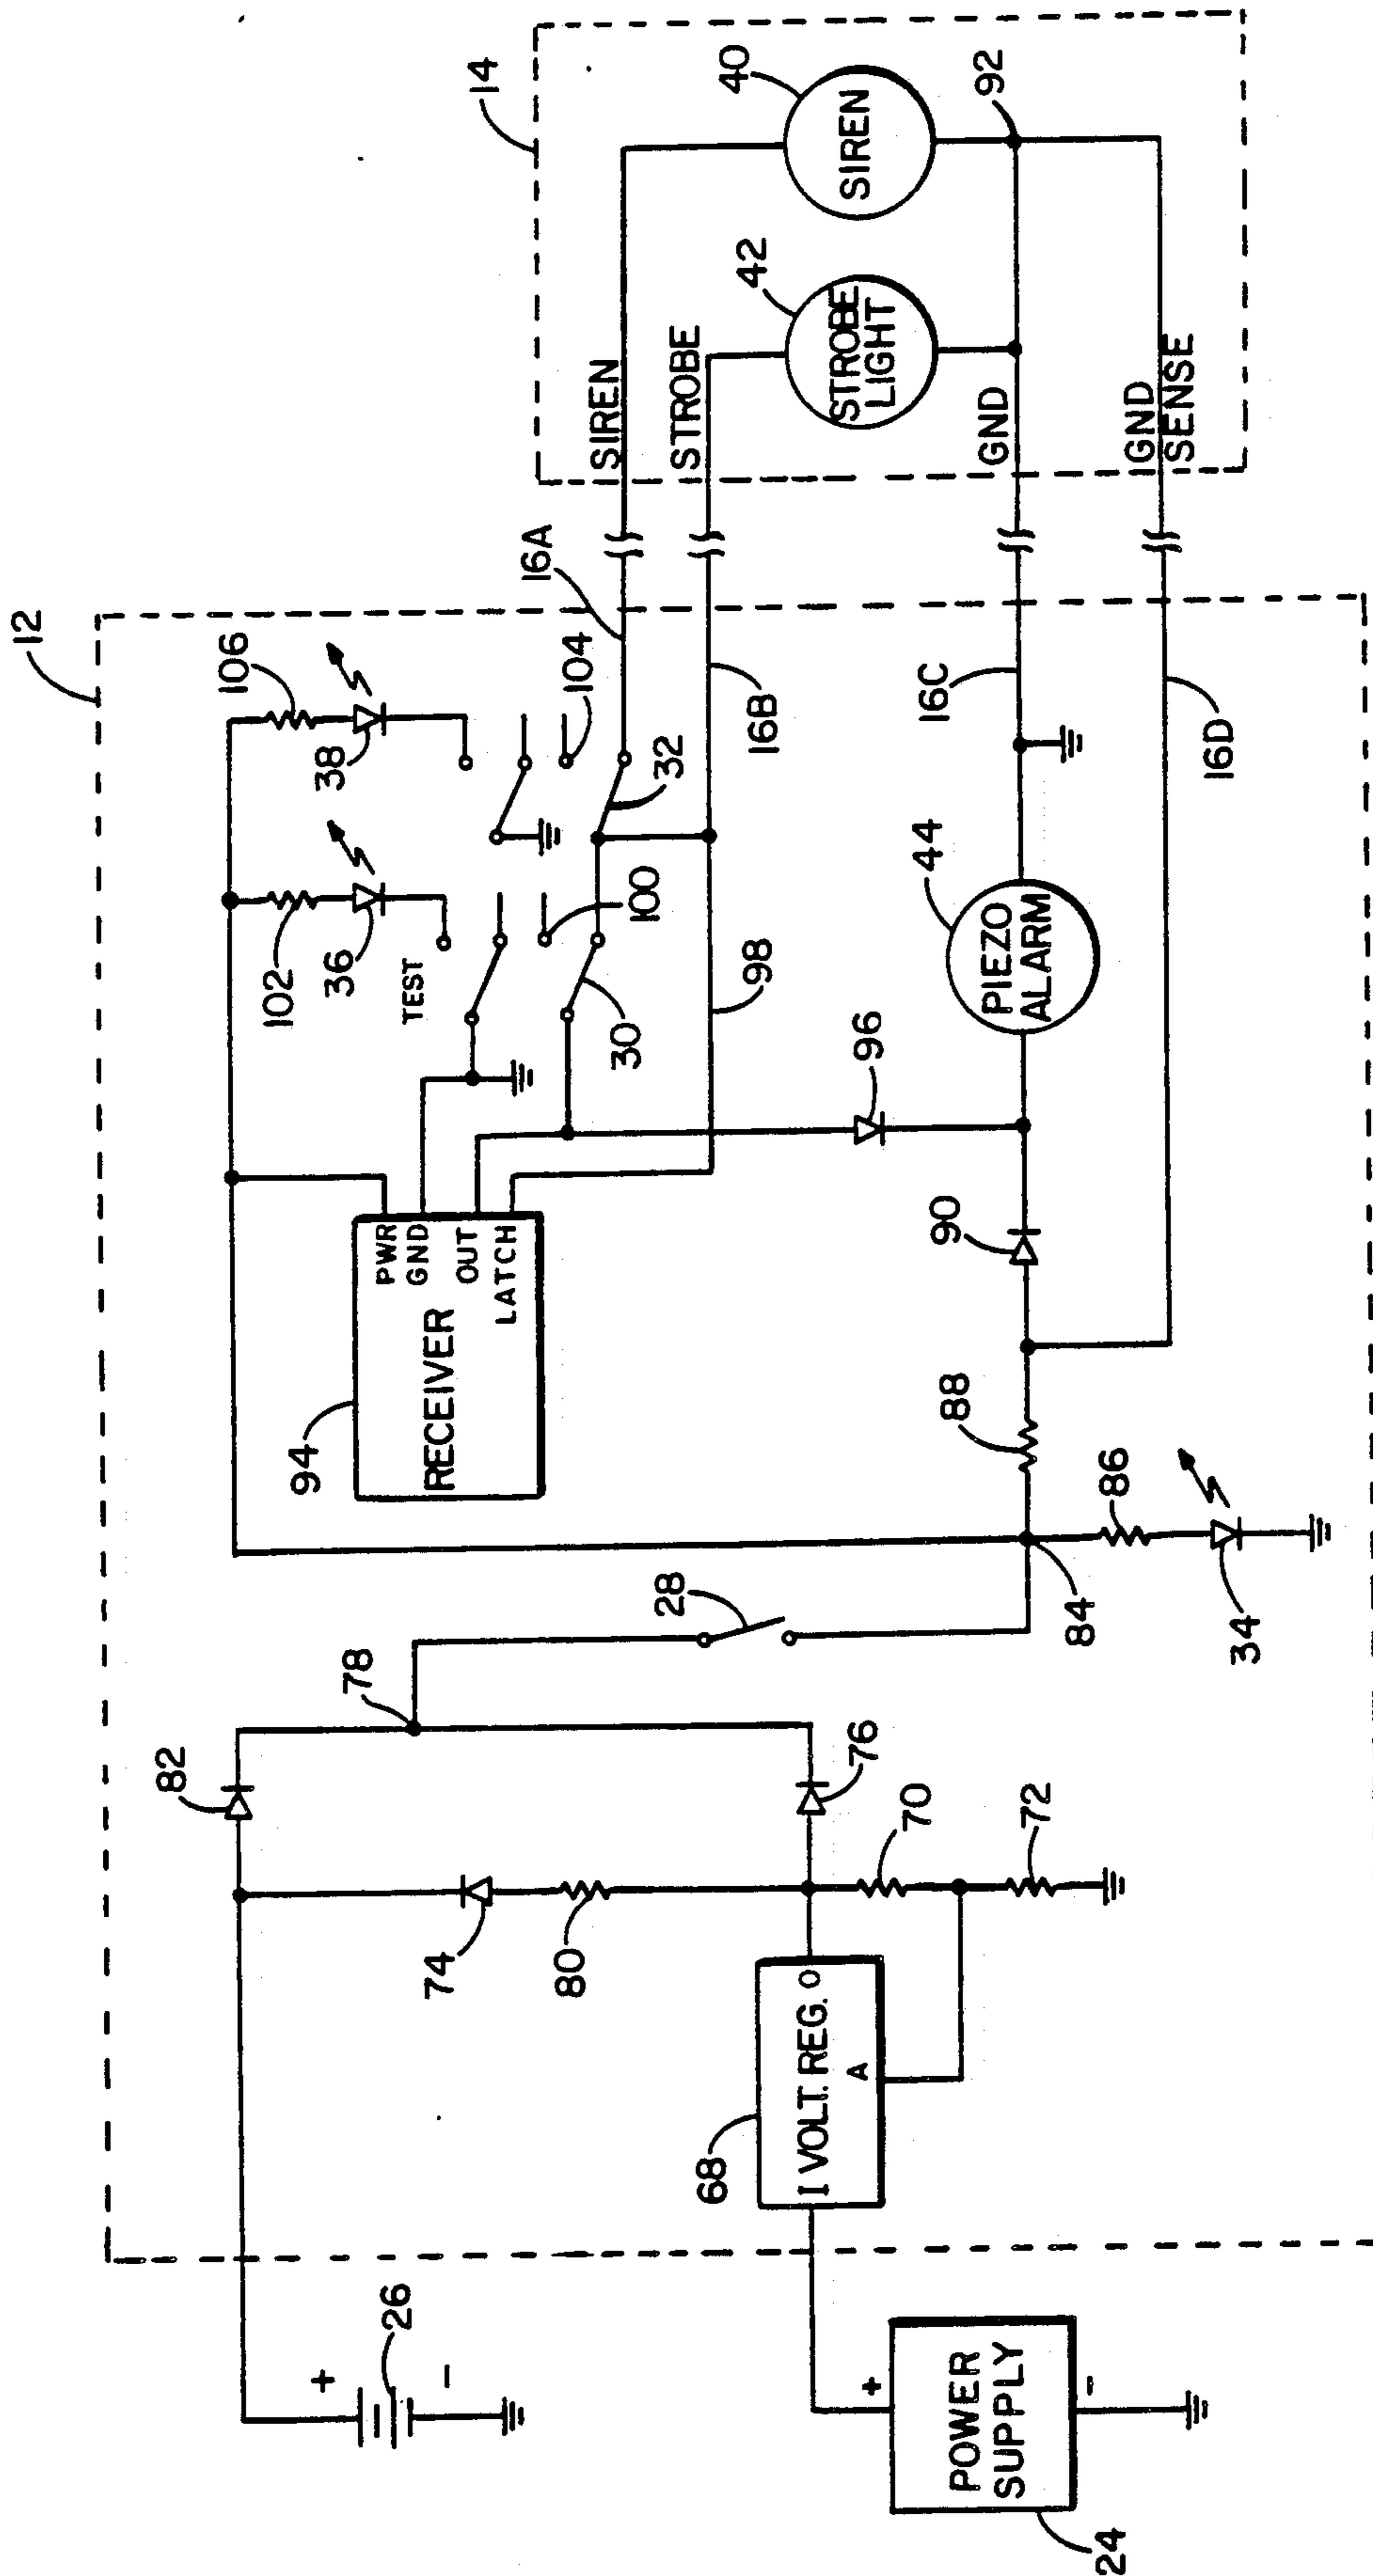 12
14
106
38
104
16A
SIREN
40
102
36
TEST
32
STROBE
42
SIREN
STROBE
LIGHT
92
100
30
16B
98
PWR
GND
OUT
LATCH
RECEIVER
94
96
44
PIEZO
ALARM
16C
GND
GND
SENSE
16D
90
88
86
84
34
28
78
82
76
74
80
70
72
68
I VOLT. REG. O
A
+
26
-
+
POWER
SUPPLY
-
24